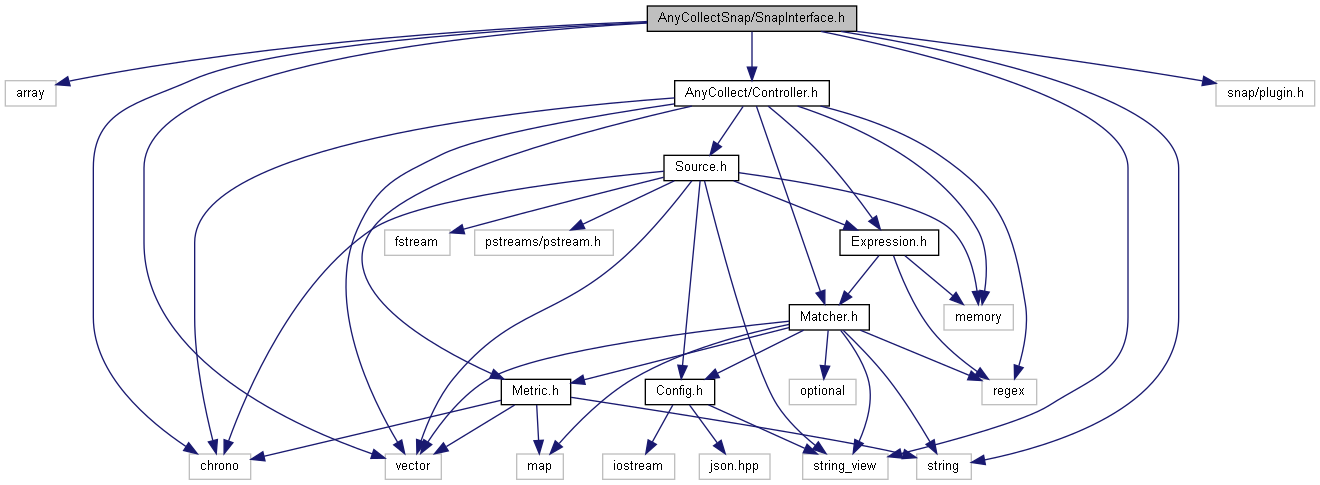 AnyCollectSnap/SnapInterface.h
array
AnyCollect/Controller.h
snap/plugin.h
Source.h
fstream
pstreams/pstream.h
Expression.h
Matcher.h
memory
Metric.h
Config.h
optional
regex
chrono
vector
map
iostream
json.hpp
string_view
string